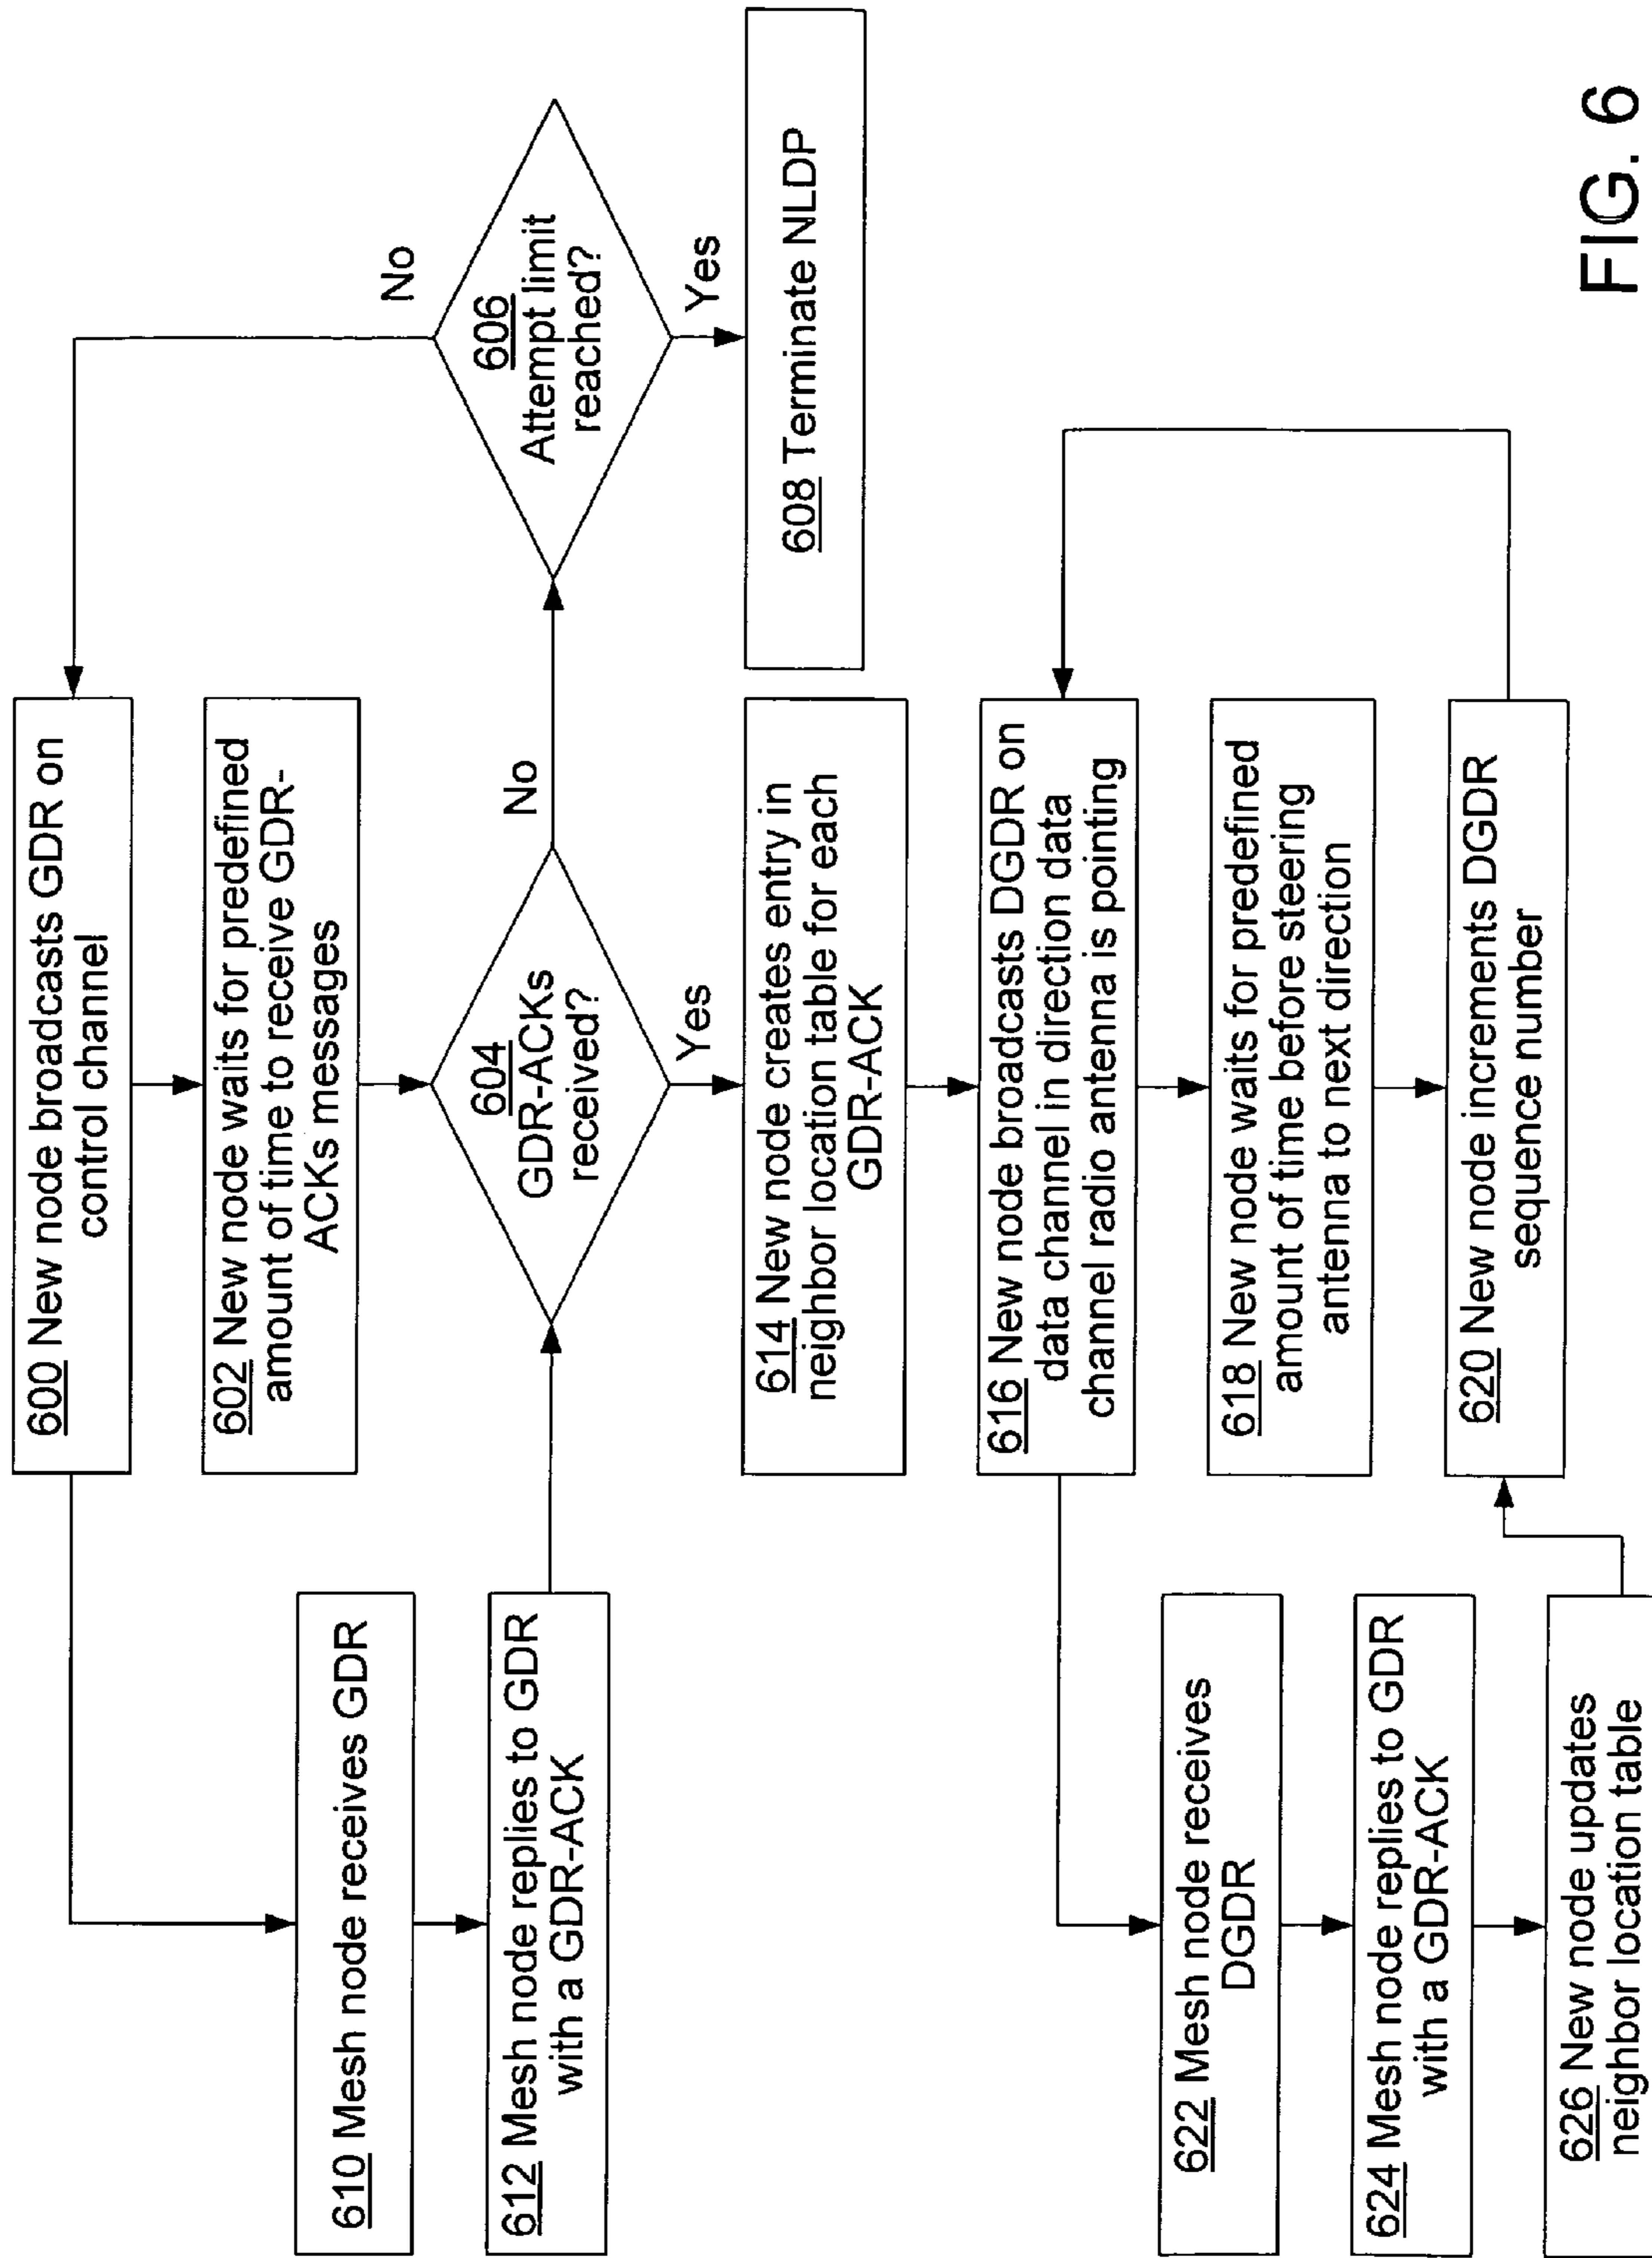 600 New node broadcasts GDR on
control channel
602 New node waits for predefined
amount of time to receive GDR-
ACKs messages
604
GDR-ACKs
received?
No
Yes
606
Attempt limit
reached?
No
Yes
608 Terminate NLDP
610 Mesh node receives GDR
612 Mesh node replies to GDR
with a GDR-ACK
614 New node creates entry in
neighbor location table for each
GDR-ACK
616 New node broadcasts DGDR on
data channel in direction data
channel radio antenna is pointing
618 New node waits for predefined
amount of time before steering
antenna to next direction
620 New node increments DGDR
sequence number
622 Mesh node receives
DGDR
624 Mesh node replies to GDR
with a GDR-ACK
626 New node updates
neighbor location table
FIG. 6